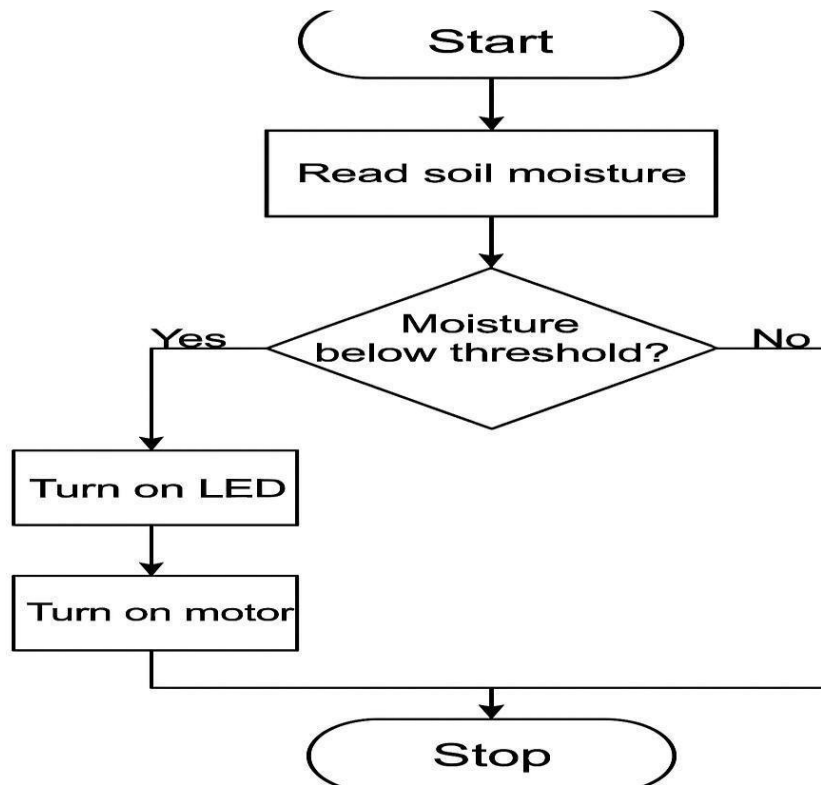 Start
Read soil moisture
Moisture
below threshold?
Yes
No
Turn on LED
Turn on motor
Stop